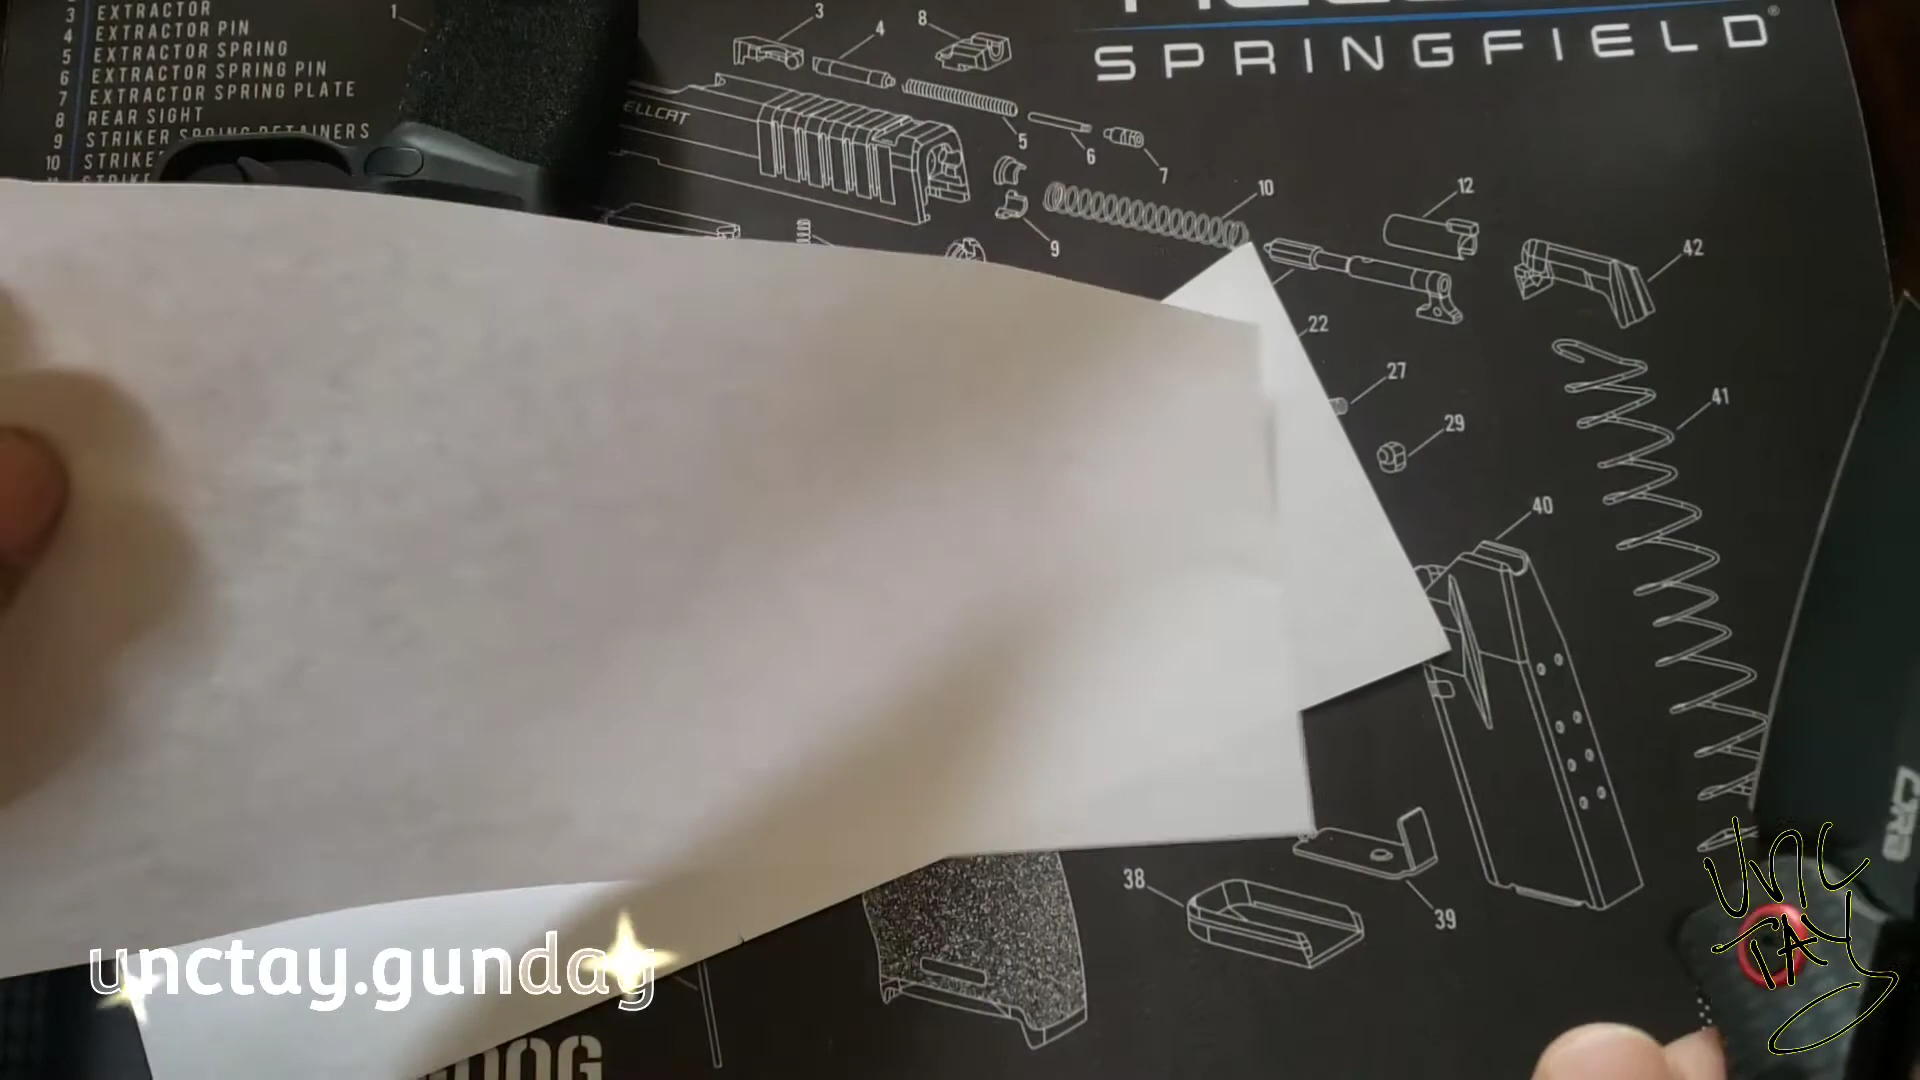 3 EXTRACTOR
4 EXTRACTOR PIN
5 EXTRACTOR SPRING
6 EXTRACTOR SPRING PIN
7 EXTRACTOR SPRING PLATE
8 REAR SIGHT
9 STRIKER SPRING RETAINERS
10 STRIKE
STRIKE
1
3
4
8
SPRINGFIELD®
ELLCAT
5
6
7
9
10
12
42
22
27
41
29
40
38
39
unctay.gunday
UNC
TAY